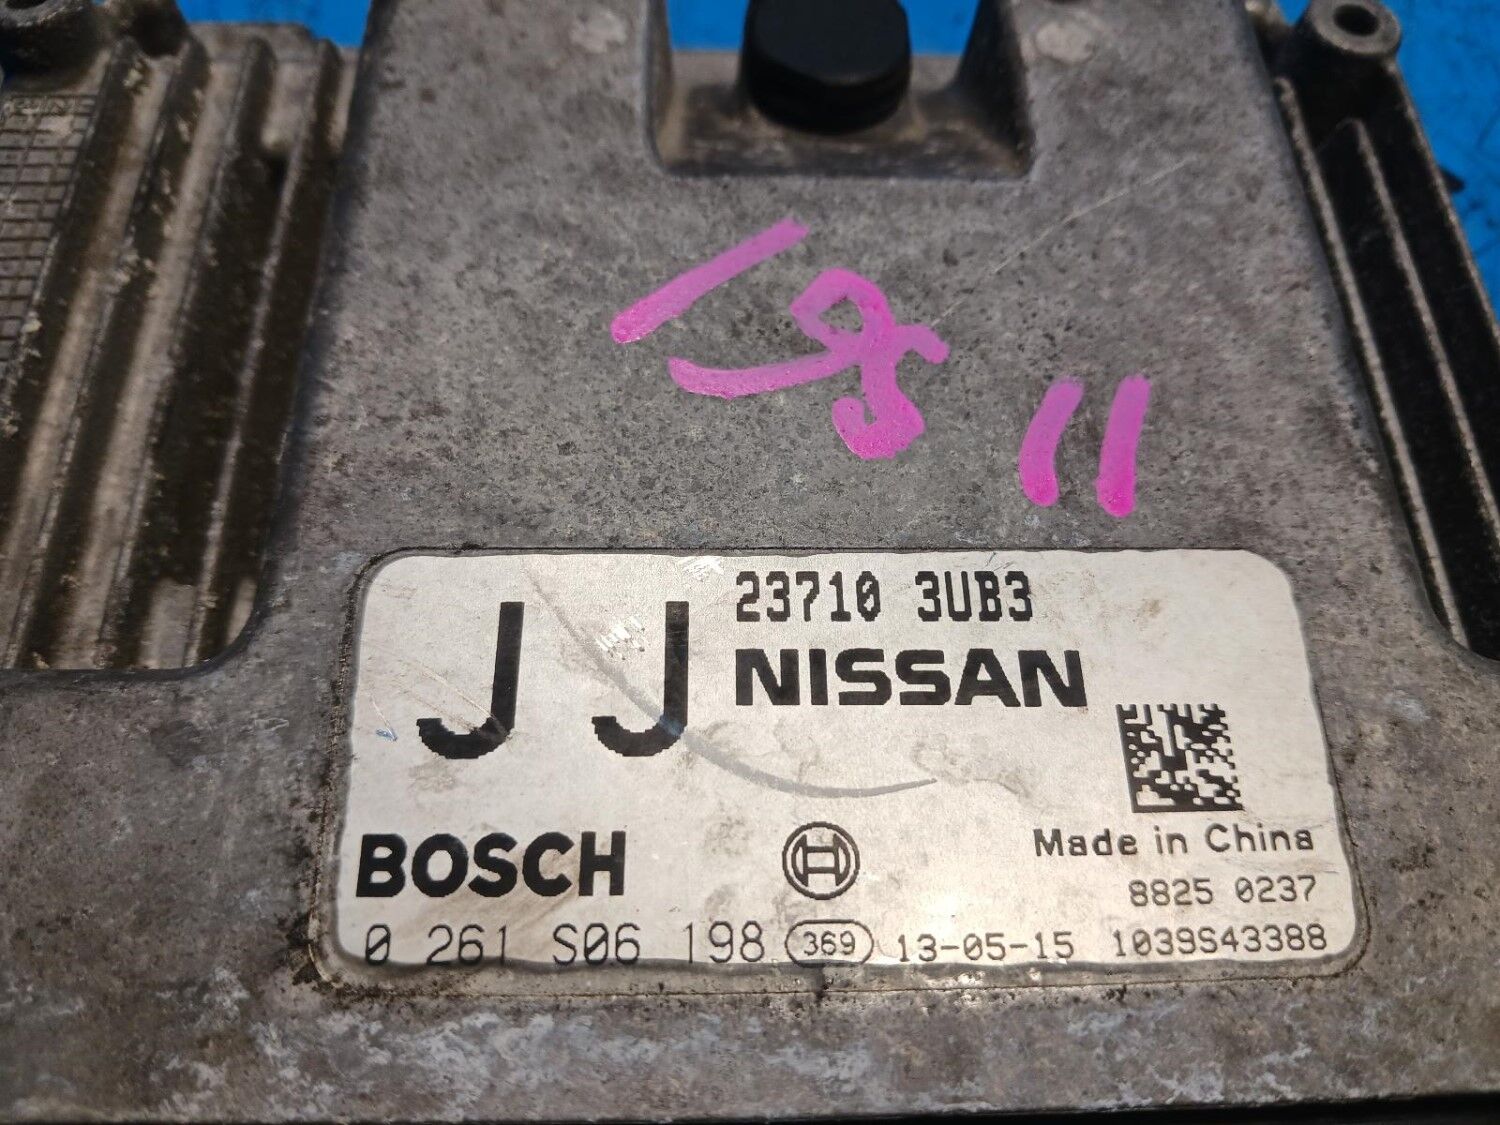 11
23710 3UB3
JJ NISSAN
Made in China
BOSCH
8825 0237
0 261 S06 198 369 13-05-15 1039S43388